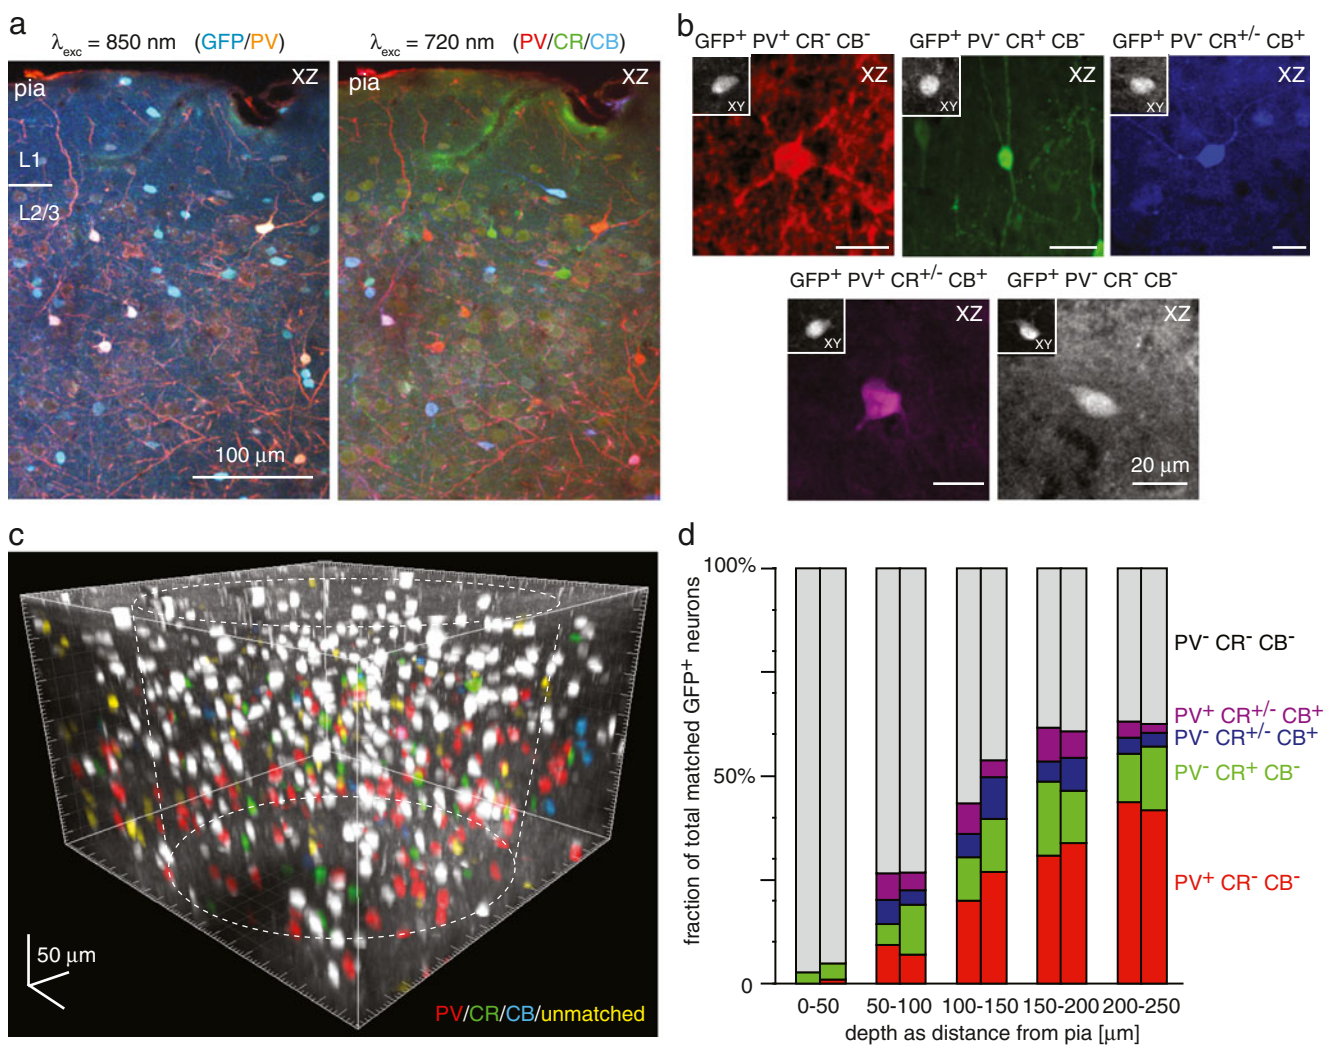 a
λexc = 850 nm (GFP/PV)
λexc = 720 nm (PV/CR/CB)
pia
XZ
L1
L2/3
100 μm
pia
XZ
b
GFP⁺ PV⁺ CR⁻ CB⁻
GFP⁺ PV⁻ CR⁺ CB⁻
GFP⁺ PV⁻ CR⁺/⁻ CB⁺
XY
XZ
XY
XZ
XY
XZ
GFP⁺ PV⁺ CR⁺/⁻ CB⁺
GFP⁺ PV⁻ CR⁻ CB⁻
XY
XZ
XY
XZ
20 μm
c
50 μm
PV/CR/CB/unmatched
d
fraction of total matched GFP⁺ neurons
100%
50%
0
PV⁻ CR⁻ CB⁻
PV⁺ CR⁺/⁻ CB⁺
PV⁻ CR⁺/⁻ CB⁺
PV⁻ CR⁺ CB⁻
PV⁺ CR⁻ CB⁻
0-50 50-100 100-150 150-200 200-250
depth as distance from pia [μm]